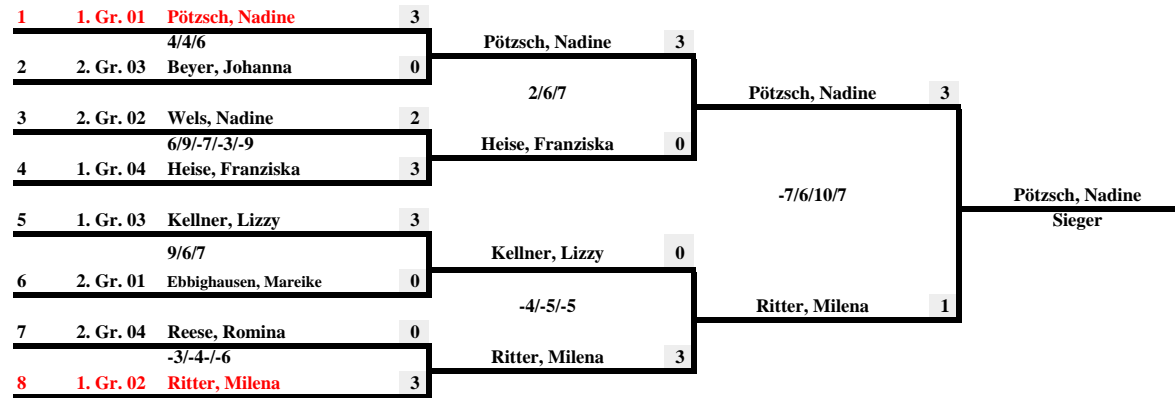 1 1. Gr. 01 Pötzsch, Nadine 3
4/4/6
Pötzsch, Nadine 3
2 2. Gr. 03 Beyer, Johanna 0
2/6/7
Pötzsch, Nadine 3
3 2. Gr. 02 Wels, Nadine 2
6/9/-7/-3/-9
Heise, Franziska 0
4 1. Gr. 04 Heise, Franziska 3
-7/6/10/7
Pötzsch, Nadine
Sieger
5 1. Gr. 03 Kellner, Lizzy 3
9/6/7
Kellner, Lizzy 0
6 2. Gr. 01 Ebbighausen, Mareike 0
-4/-5/-5
Ritter, Milena 1
7 2. Gr. 04 Reese, Romina 0
-3/-4-/-6
Ritter, Milena 3
8 1. Gr. 02 Ritter, Milena 3